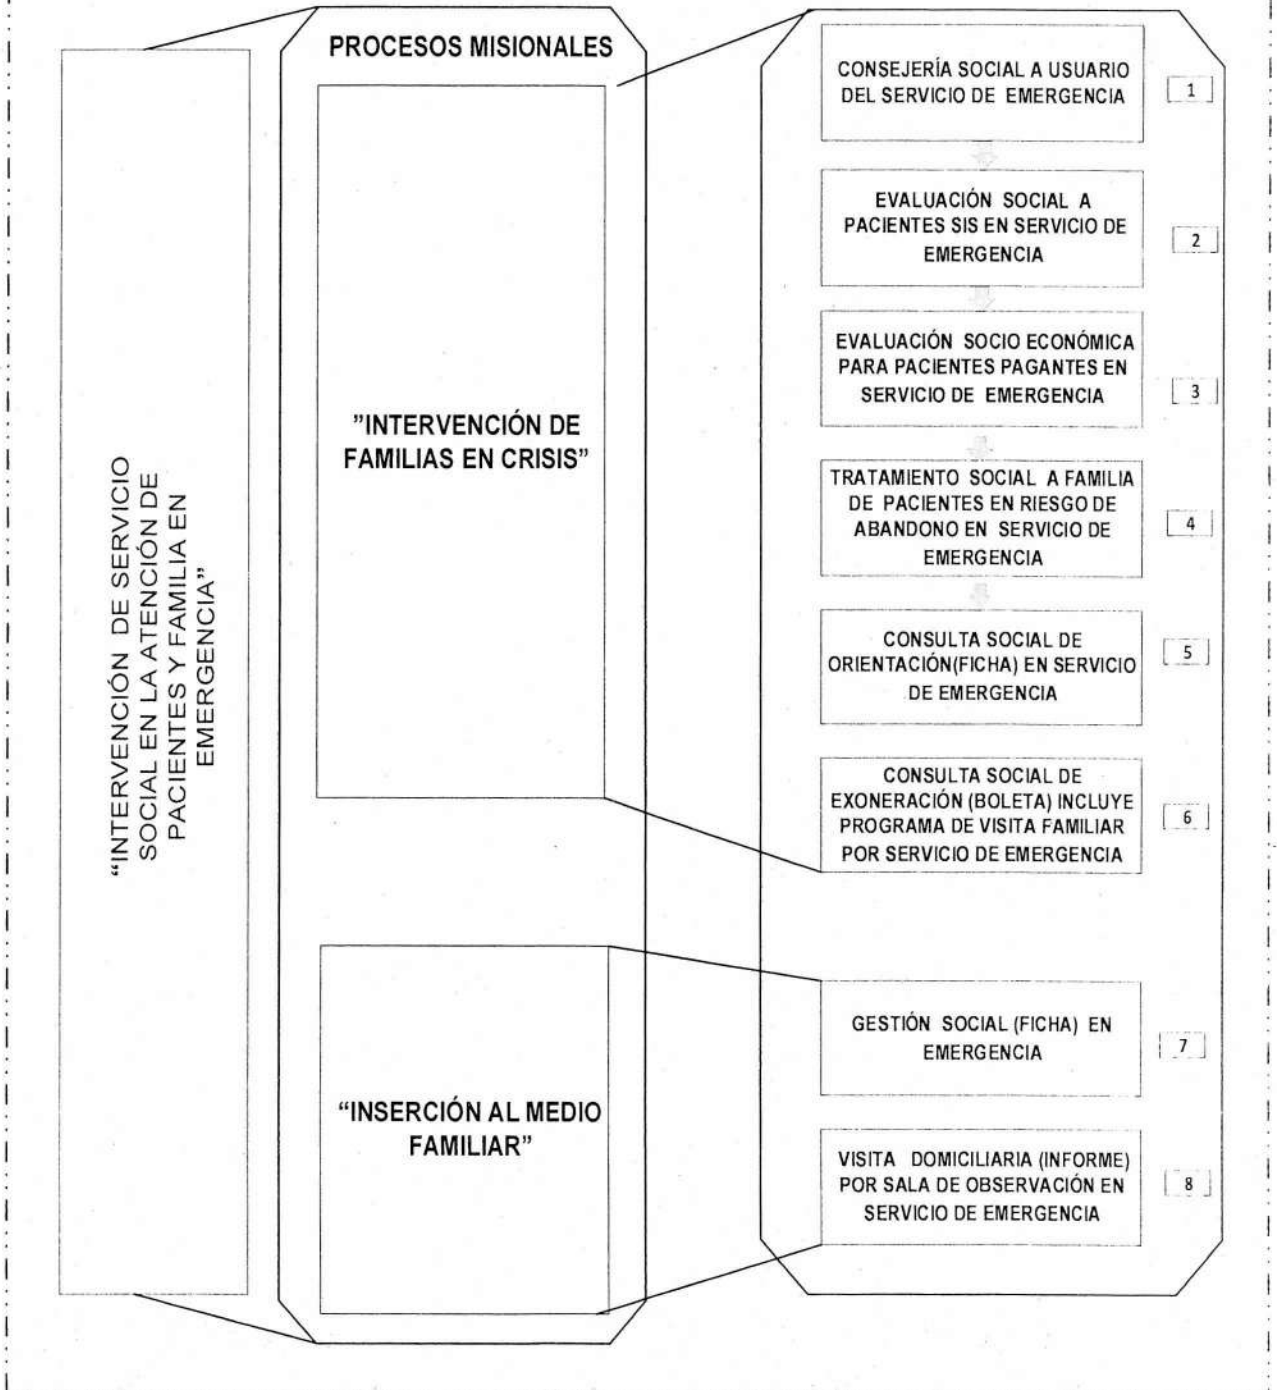 “INTERVENCIÓN DE SERVICIO
SOCIAL EN LA ATENCIÓN DE
PACIENTES Y FAMILIA EN
EMERGENCIA”
PROCESOS MISIONALES
”INTERVENCIÓN DE
FAMILIAS EN CRISIS”
“INSERCIÓN AL MEDIO
FAMILIAR”
CONSEJERÍA SOCIAL A USUARIO
DEL SERVICIO DE EMERGENCIA
1
EVALUACIÓN SOCIAL A
PACIENTES SIS EN SERVICIO DE
EMERGENCIA
2
EVALUACIÓN SOCIO ECONÓMICA
PARA PACIENTES PAGANTES EN
SERVICIO DE EMERGENCIA
3
TRATAMIENTO SOCIAL A FAMILIA
DE PACIENTES EN RIESGO DE
ABANDONO EN SERVICIO DE
EMERGENCIA
4
CONSULTA SOCIAL DE
ORIENTACIÓN(FICHA) EN SERVICIO
DE EMERGENCIA
5
CONSULTA SOCIAL DE
EXONERACIÓN (BOLETA) INCLUYE
PROGRAMA DE VISITA FAMILIAR
POR SERVICIO DE EMERGENCIA
6
GESTIÓN SOCIAL (FICHA) EN
EMERGENCIA
7
VISITA DOMICILIARIA (INFORME)
POR SALA DE OBSERVACIÓN EN
SERVICIO DE EMERGENCIA
8